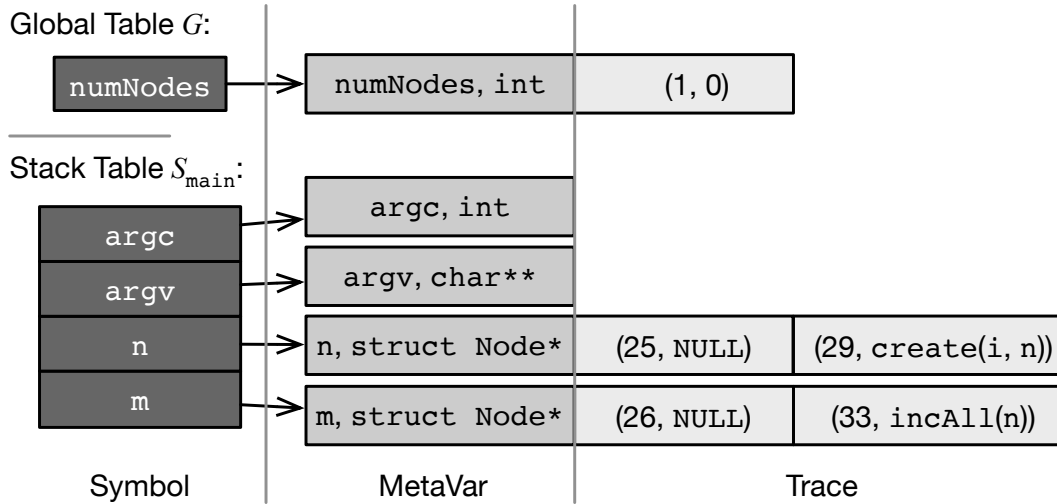 Global Table G:
numNodes
numNodes, int
(1, 0)
Stack Table S_main:
argc
argc, int
argv
argv, char**
n
n, struct Node*
(25, NULL)
(29, create(i, n))
m
m, struct Node*
(26, NULL)
(33, incAll(n))
Symbol
MetaVar
Trace